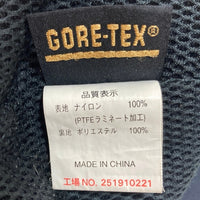 GORE-TEX®
品質表示
表地 ナイロン 100%
(PTFEラミネート加工)
裏地 ポリエステル 100%
MADE IN CHINA
工場NO. 251910221